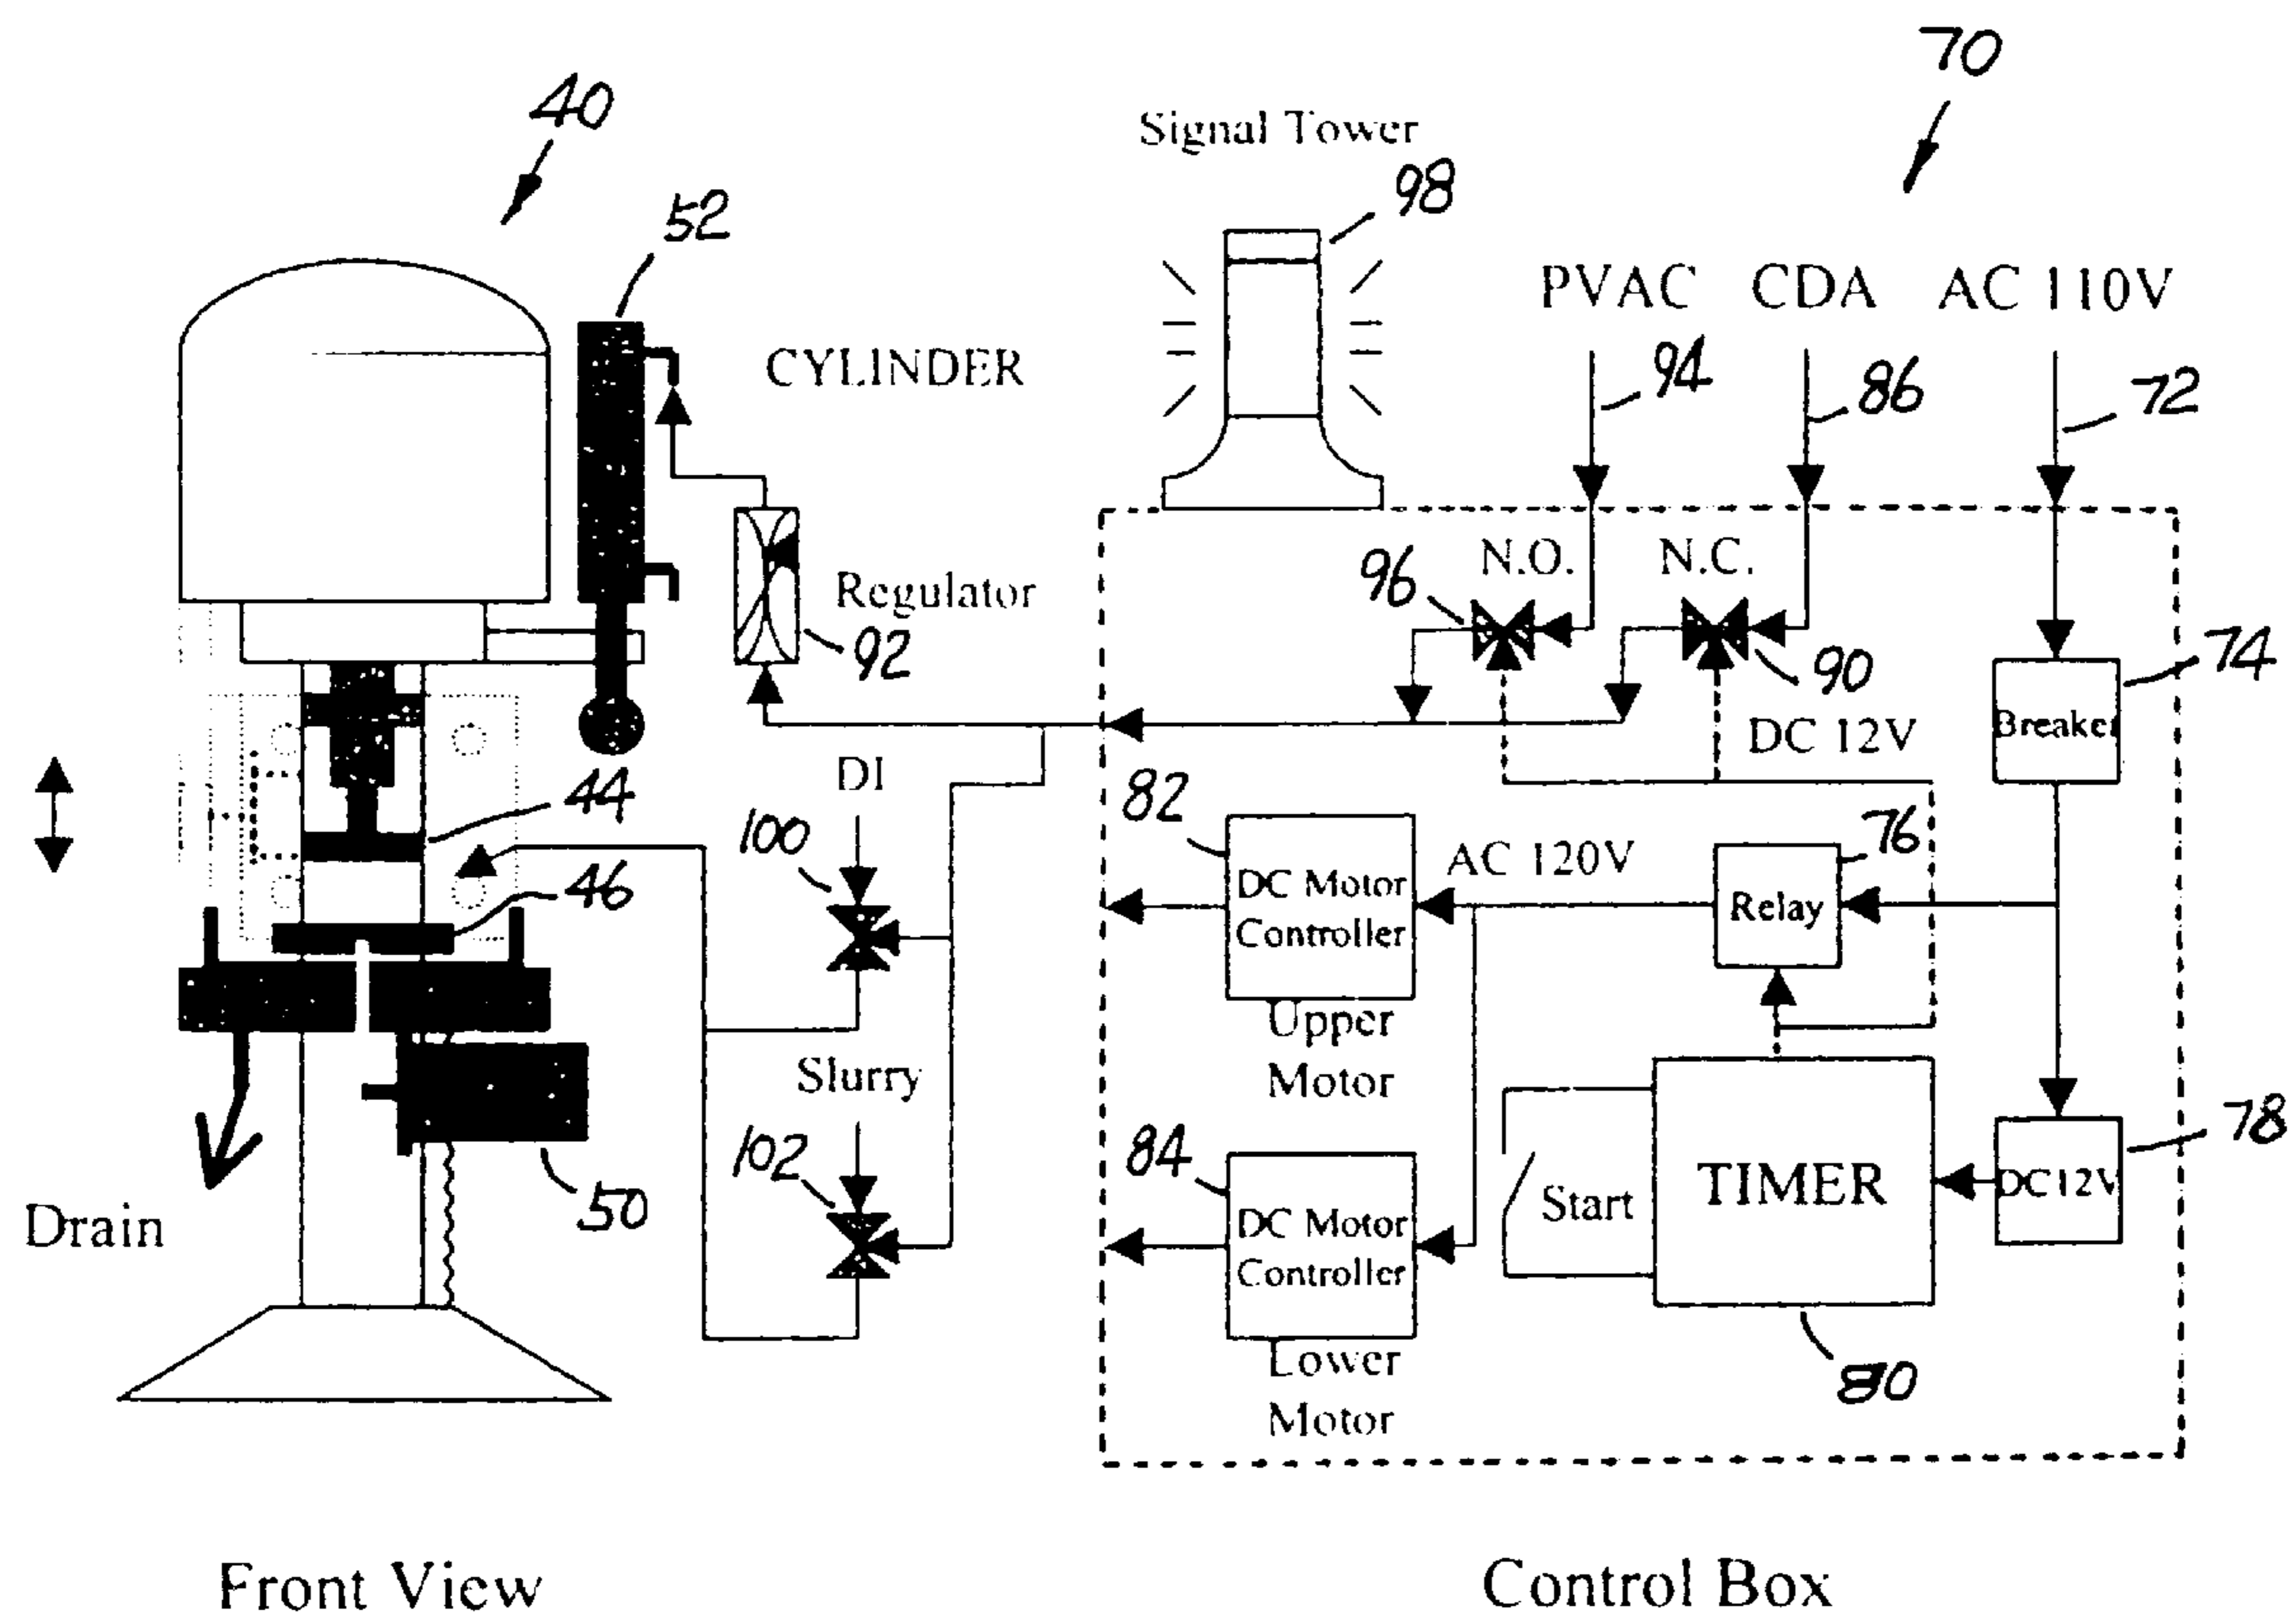 70
40
Signal Tower
98
52
PVAC CDA AC 110V
CYLINDER
94
86
72
N.O. N.C.
96
Regulator
92
90
74
Breaker
DC 12V
DI
82
44
100
76
AC 120V
46
DC Motor
Controller
Relay
Upper
Motor
Slurry
78
102
84
Start
TIMER
DC12V
50
Drain
DC Motor
Controller
Lower
Motor
80
Front View
Control Box